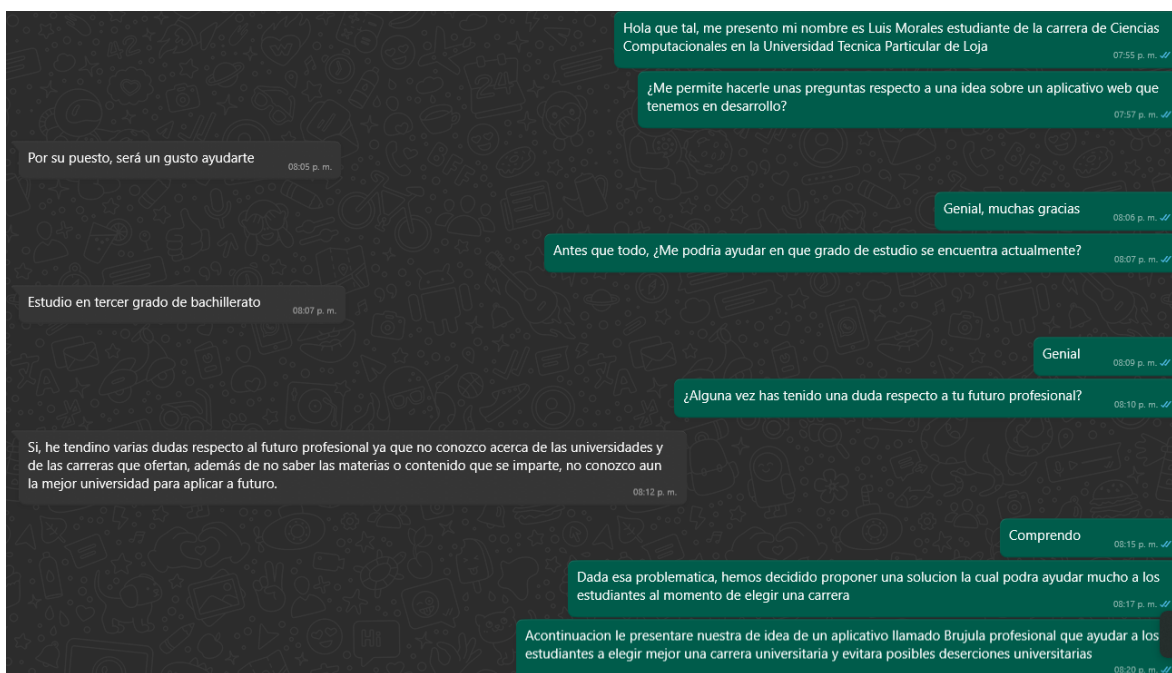 Hola que tal, me presento mi nombre es Luis Morales estudiante de la carrera de Ciencias
Computacionales en la Universidad Tecnica Particular de Loja
07:55 p. m.
¿Me permite hacerle unas preguntas respecto a una idea sobre un aplicativo web que
tenemos en desarrollo?
07:57 p. m.
Por su puesto, será un gusto ayudarte
08:05 p. m.
Genial, muchas gracias
08:06 p. m.
Antes que todo, ¿Me podria ayudar en que grado de estudio se encuentra actualmente?
08:07 p. m.
Estudio en tercer grado de bachillerato
08:07 p. m.
Genial
08:09 p. m.
¿Alguna vez has tenido una duda respecto a tu futuro profesional?
08:10 p. m.
Si, he tendino varias dudas respecto al futuro profesional ya que no conozco acerca de las universidades y
de las carreras que ofertan, además de no saber las materias o contenido que se imparte, no conozco aun
la mejor universidad para aplicar a futuro.
08:12 p. m.
Comprendo
08:15 p. m.
Dada esa problematica, hemos decidido proponer una solucion la cual podra ayudar mucho a los
estudiantes al momento de elegir una carrera
08:17 p. m.
Acontinuacion le presentare nuestra de idea de un aplicativo llamado Brujula profesional que ayudar a los
estudiantes a elegir mejor una carrera universitaria y evitara posibles deserciones universitarias
08:20 p. m.